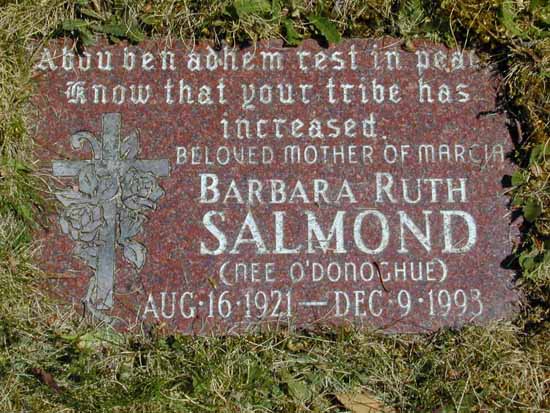 Abou ben adhem rest in peace
Know that your tribe has
increased.
BELOVED MOTHER OF MARCIA
BARBARA RUTH
SALMOND
(NEE O'DONOGHUE)
AUG·16·1921—DEC·9·1993